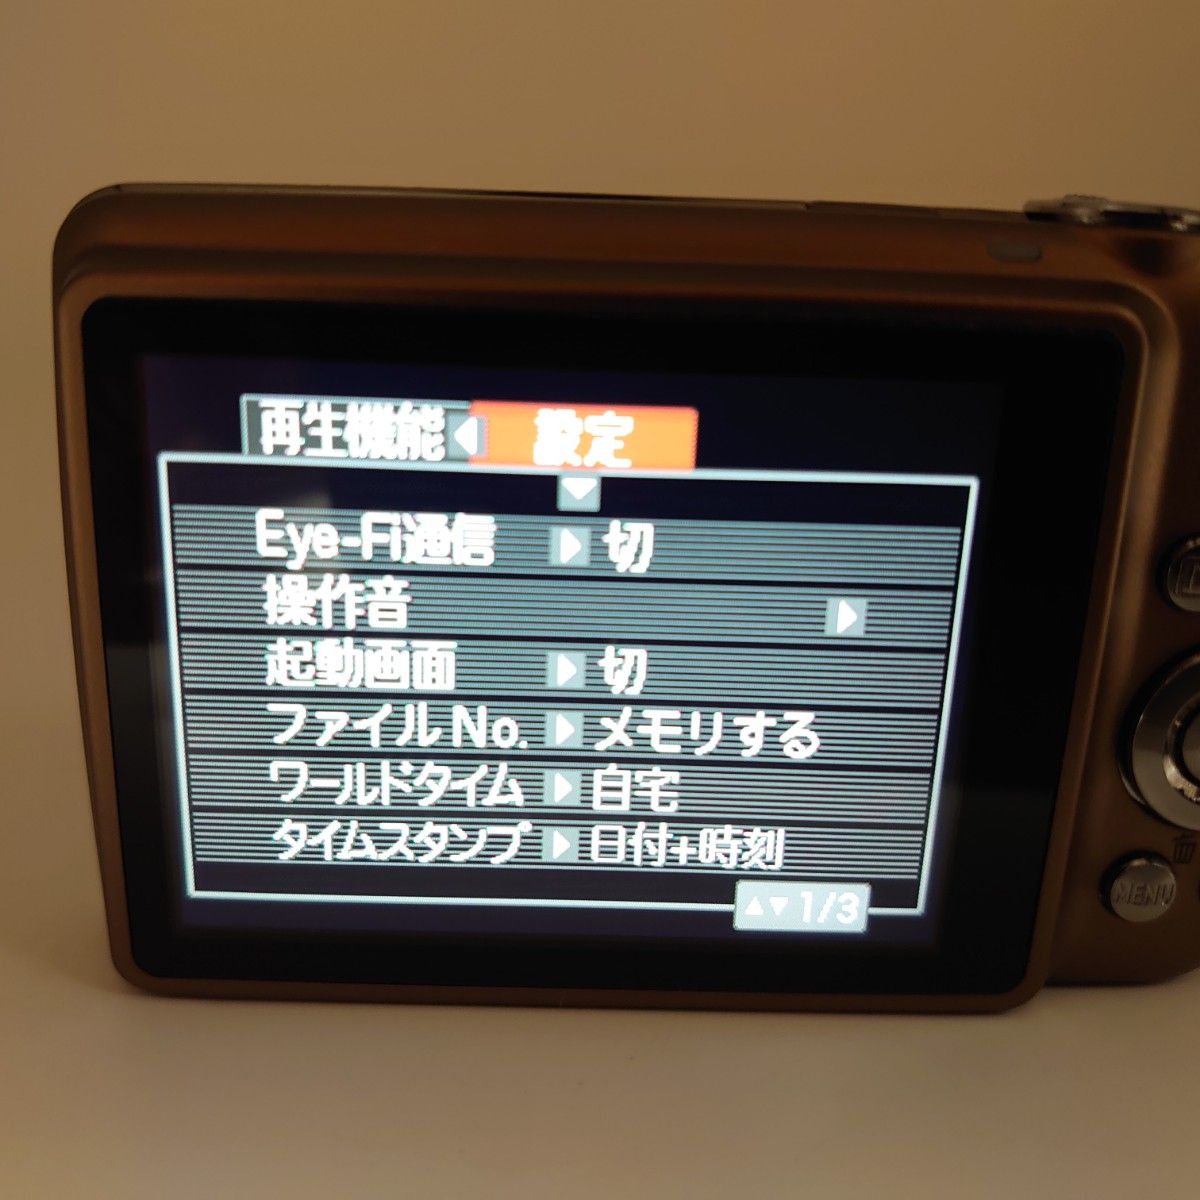 再生機能 設定
Eye-Fi通信 切
操作音
起動画面 切
ファイルNo. メモリする
ワールドタイム 自宅
タイムスタンプ 日付+時刻
1/3
MENU